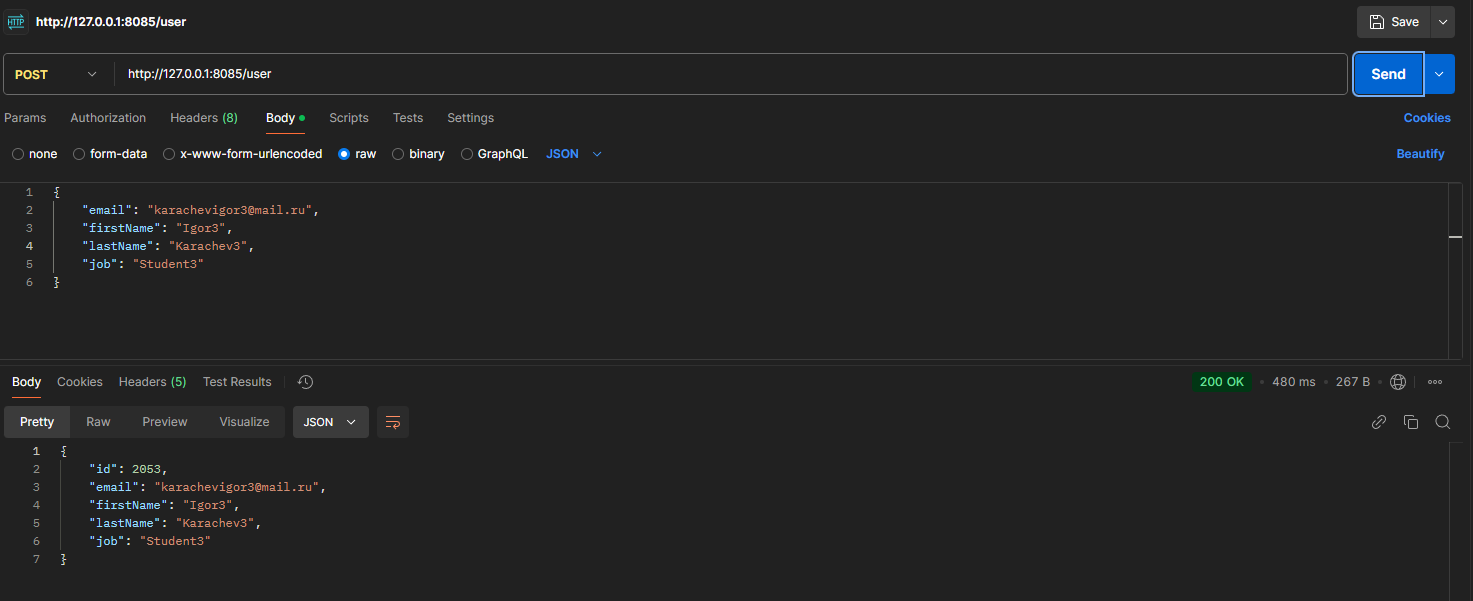 HTTP http://127.0.0.1:8085/user Save
POST http://127.0.0.1:8085/user Send
Params Authorization Headers (8) Body Scripts Tests Settings Cookies
none form-data x-www-form-urlencoded raw binary GraphQL JSON Beautify
1 {
2 "email": "karachevigor3@mail.ru",
3 "firstName": "Igor3",
4 "lastName": "Karachev3",
5 "job": "Student3"
6 }
Body Cookies Headers (5) Test Results 200 OK • 480 ms • 267 B •
Pretty Raw Preview Visualize JSON
1 {
2 "id": 2053,
3 "email": "karachevigor3@mail.ru",
4 "firstName": "Igor3",
5 "lastName": "Karachev3",
6 "job": "Student3"
7 }